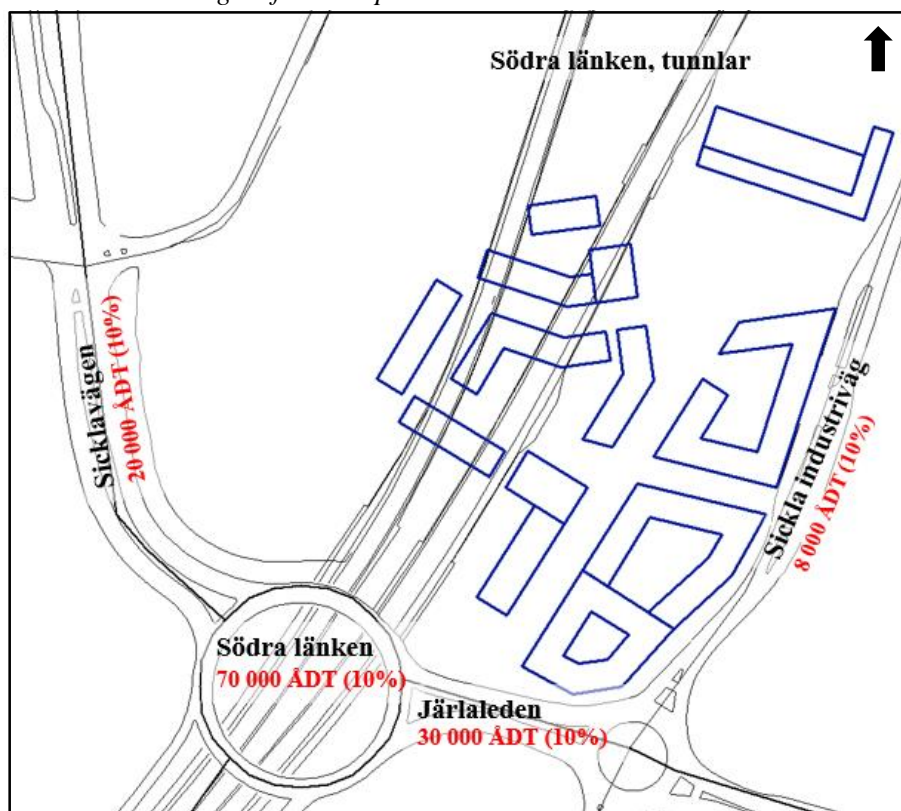 Södra länken, tunnlar
Sicklavägen
20 000 ÅDT (10%)
Sickla industriväg
8 000 ÅDT (10%)
Södra länken
70 000 ÅDT (10%)
Järlaleden
30 000 ÅDT (10%)